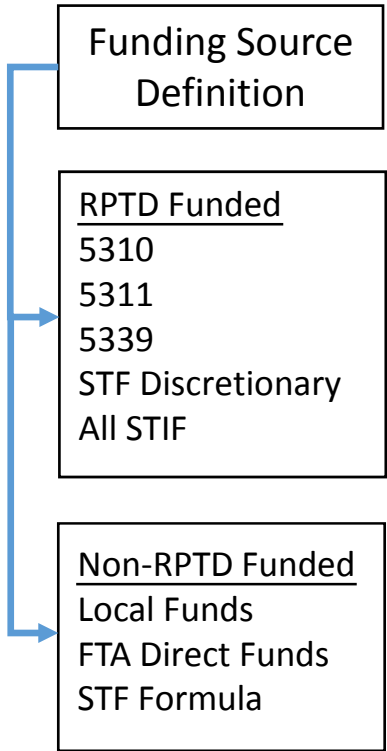 Funding Source
Definition
RPTD Funded
5310
5311
5339
STF Discretionary
All STIF
Non-RPTD Funded
Local Funds
FTA Direct Funds
STF Formula